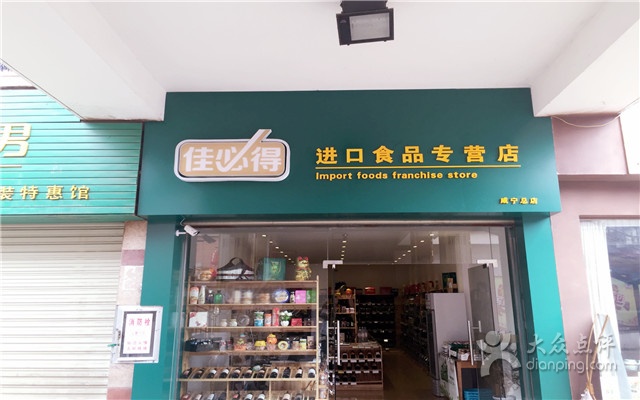 男
装特惠馆
佳必得
进口食品专营店
Import foods franchise store
咸宁总店
大众点评
dianping.com